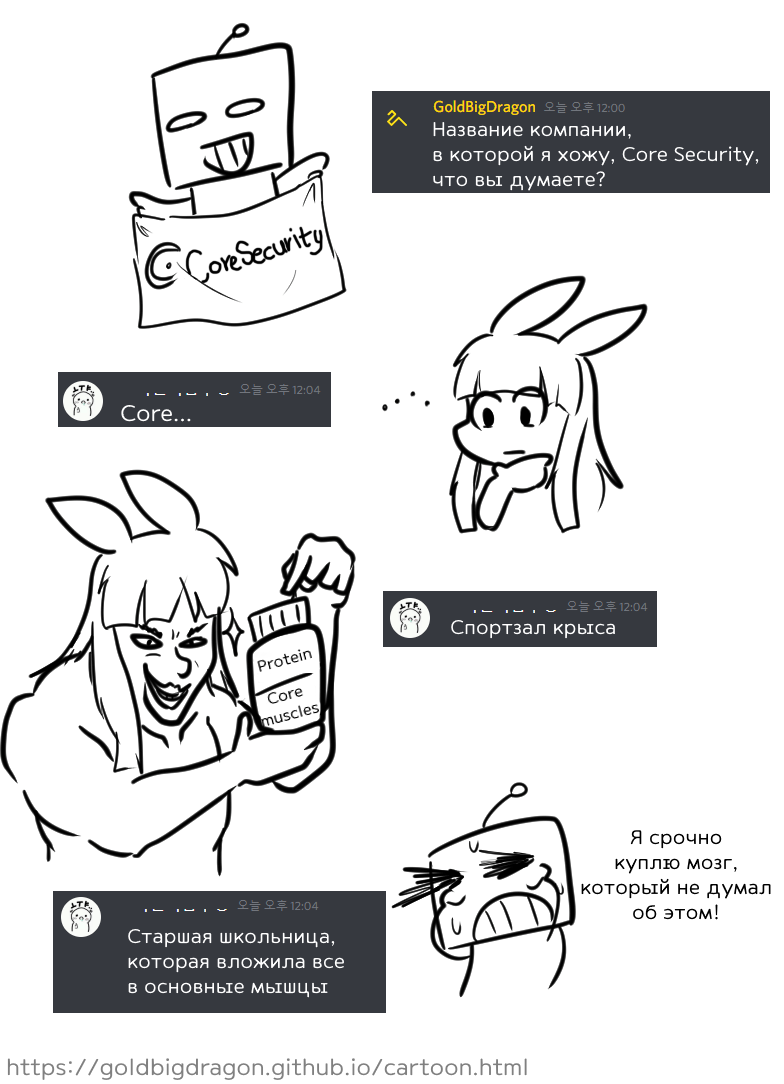 GoldBigDragon 오늘 오후 12:00
Название компании,
в которой я хожу, Core Security,
что вы думаете?
CoreSecurity
오늘 오후 12:04
Core...
Protein
Core
muscles
오늘 오후 12:04
Спортзал крыса
Я срочно
куплю мозг,
который не думал
об этом!
오늘 오후 12:04
Старшая школьница,
которая вложила все
в основные мышцы
https://goldbigdragon.github.io/cartoon.html